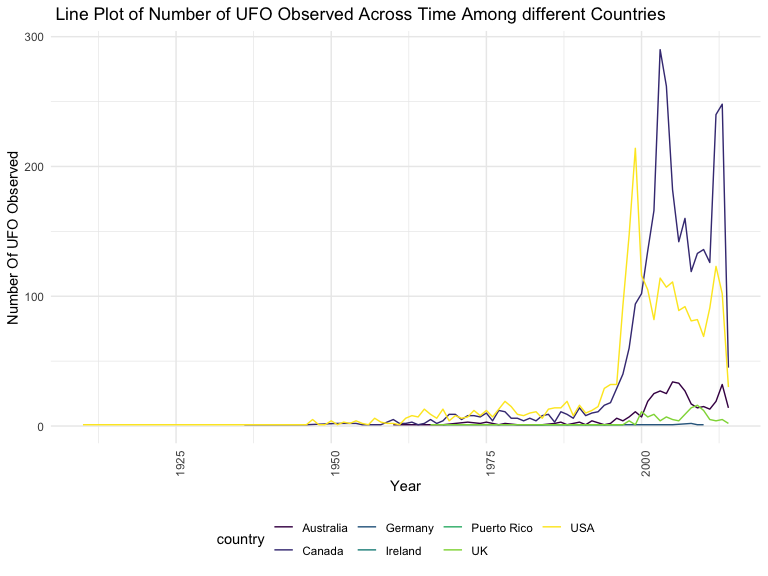 Line Plot of Number of UFO Observed Across Time Among different Countries
300
200
100
0
Number Of UFO Observed
1925
1950
1975
2000
Year
country
Australia
Germany
Puerto Rico
USA
Canada
Ireland
UK